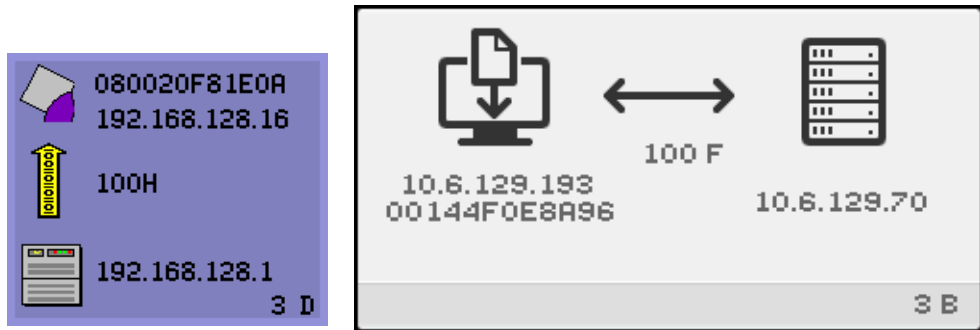 080020F81E0A
192.168.128.16
100H
192.168.128.1
3 D
100 F
10.6.129.193
00144F0E8A96
10.6.129.70
3 B